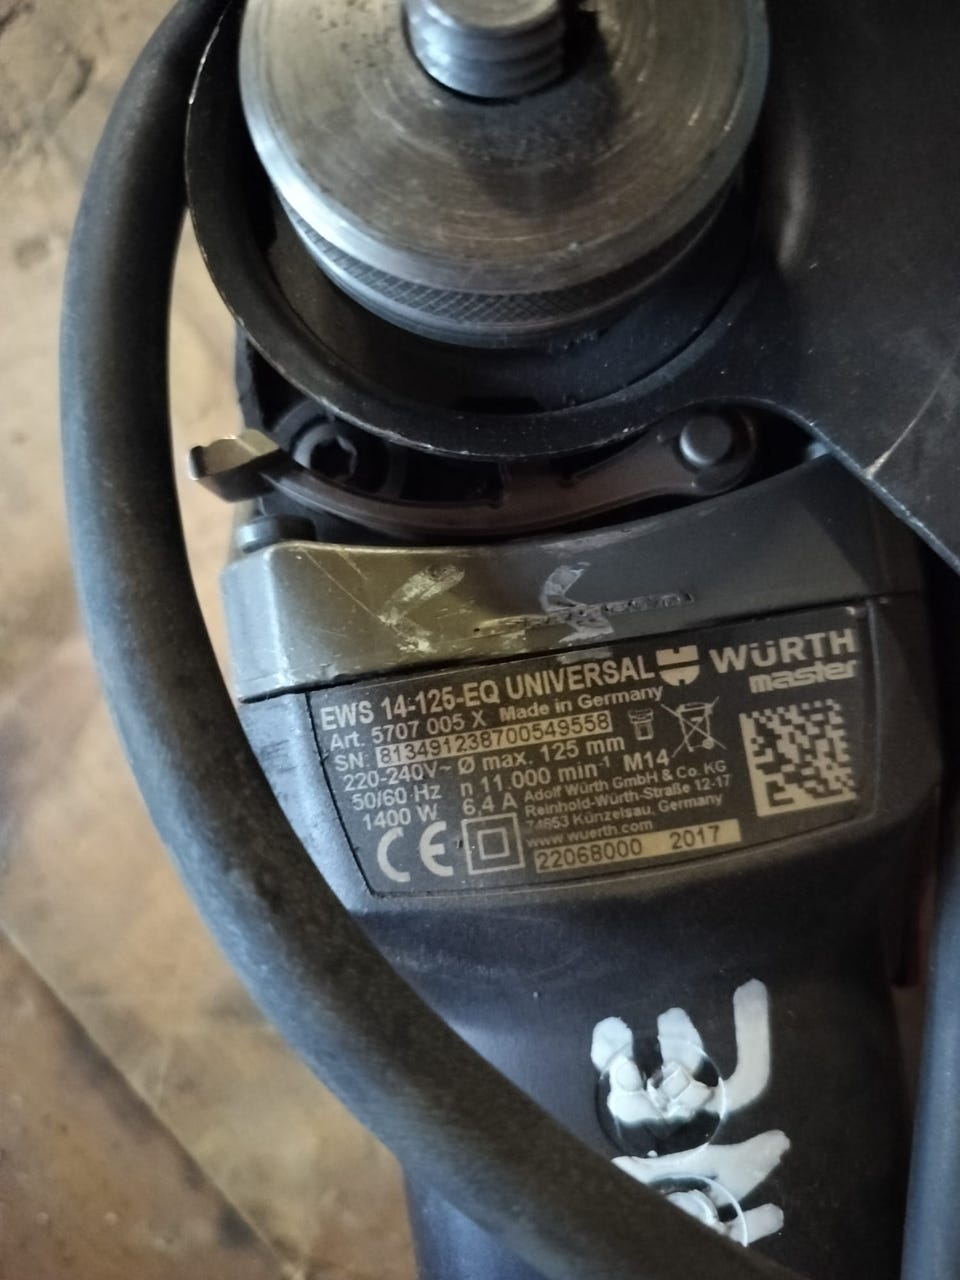 EWS 14-125-EQ UNIVERSAL
WÜRTH
master
Art. 5707 005 X Made in Germany
SN: 813491238700549558
220-240V~ Ø max. 125 mm
50/60 Hz n 11.000 min-1 M14
1400 W 6,4 A
Adolf Würth GmbH & Co. KG
Reinhold-Würth-Straße 12-17
74653 Künzelsau, Germany
www.wuerth.com
CE
22068000 2017